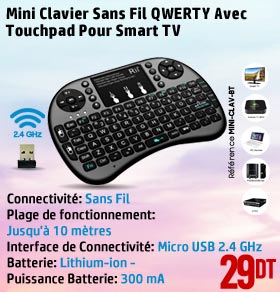 Mini Clavier Sans Fil QWERTY Avec
Touchpad Pour Smart TV
2.4 GHz
Rii
Référence MINI-CLAV-BT
Connectivité: Sans Fil
Plage de fonctionnement:
Jusqu'à 10 mètres
Interface de Connectivité: Micro USB 2.4 GHz
Batterie: Lithium-ion -
Puissance Batterie: 300 mA
29DT